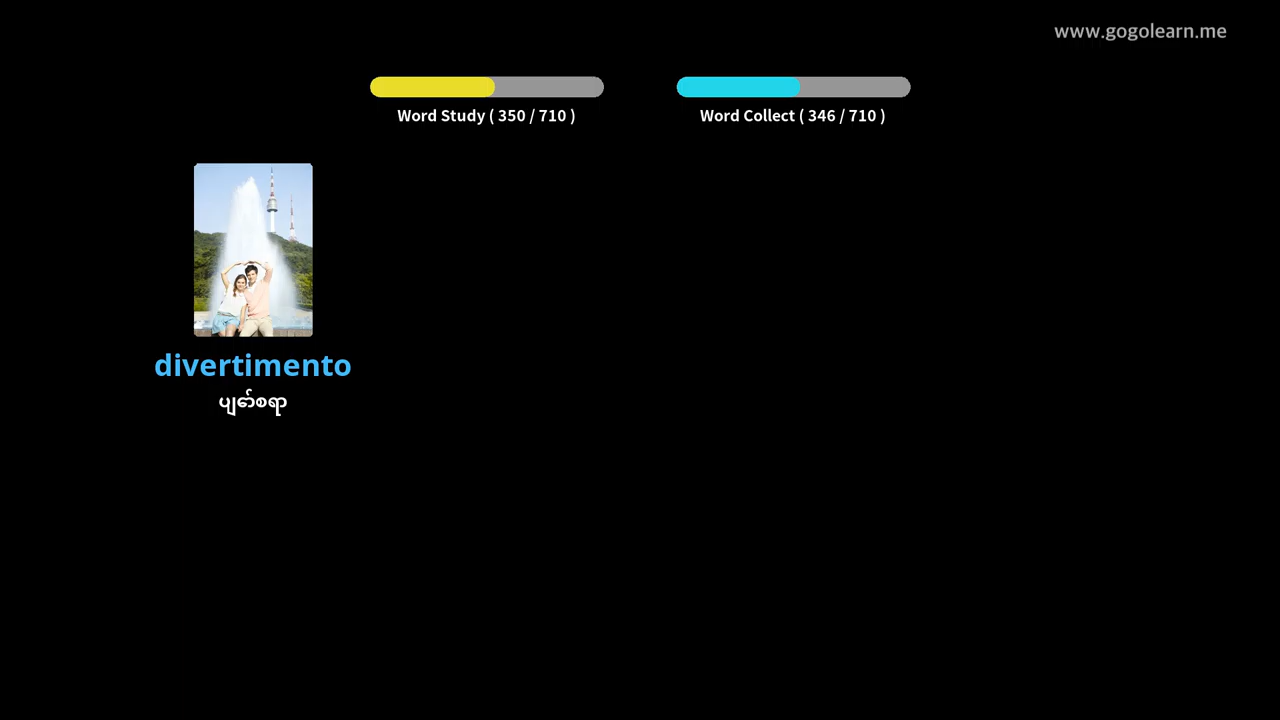 www.gogolearn.me
Word Study ( 350 / 710 )
Word Collect ( 346 / 710 )
divertimento
ပျော်စရာ